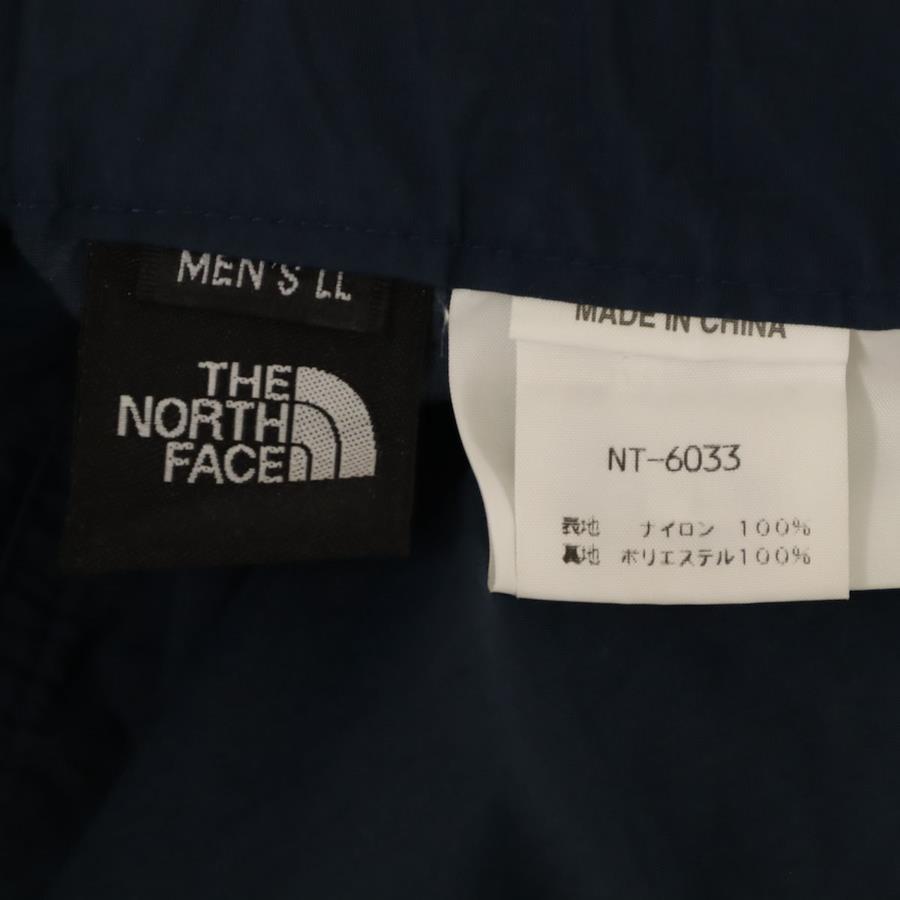 MEN'S LL
THE
NORTH
FACE
MADE IN CHINA
NT-6033
表地 ナイロン 100%
裏地 ポリエステル100%